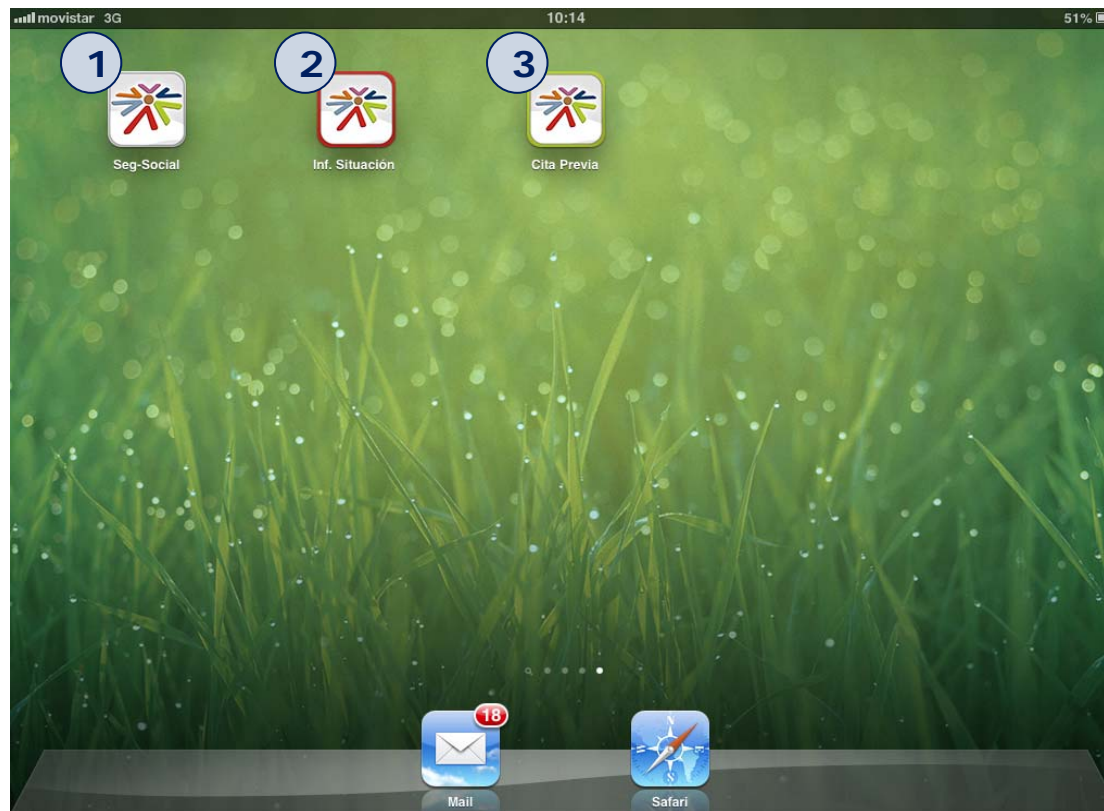 movistar 3G 10:14 51%
1 2 3
Seg-Social Inf. Situación Cita Previa
18
Mail Safari